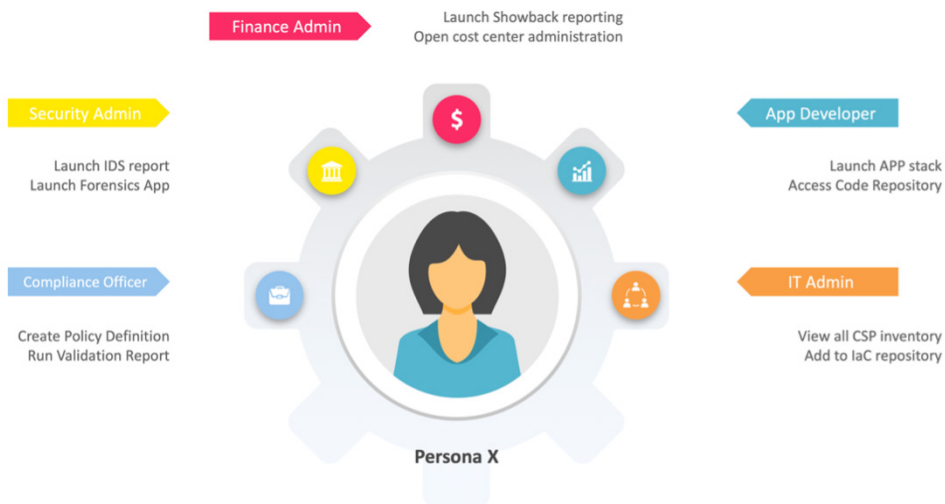 Finance Admin
Launch Showback reporting
Open cost center administration
Security Admin
Launch IDS report
Launch Forensics App
$
App Developer
Launch APP stack
Access Code Repository
Compliance Officer
Create Policy Definition
Run Validation Report
IT Admin
View all CSP inventory
Add to IaC repository
Persona X